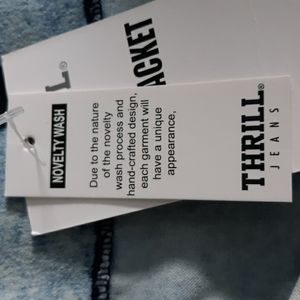 NOVELTY WASH
Due to the nature
of the novelty
wash process and
hand-crafted design,
each garment will
have a unique
appearance,
THRILL®
JEANS
L®
ACKET